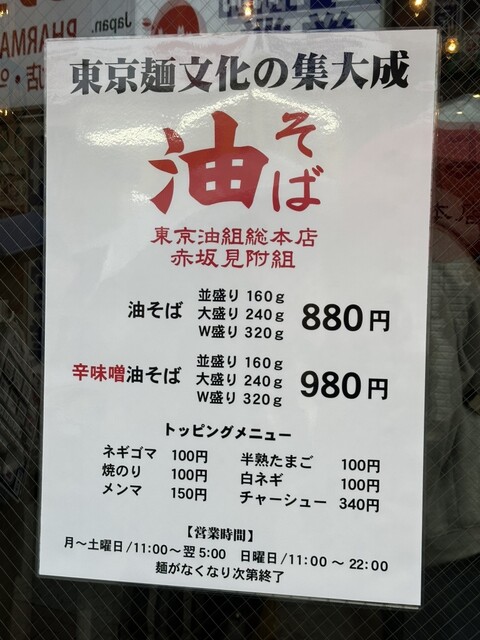 Japan.
PHARMA
店・약
東京麺文化の集大成
油そば
東京油組総本店
赤坂見附組
油そば 並盛り 160g 大盛り 240g W盛り 320g 880円
辛味噌油そば 並盛り 160g 大盛り 240g W盛り 320g 980円
トッピングメニュー
ネギゴマ 100円 半熟たまご 100円
焼のり 100円 白ネギ 100円
メンマ 150円 チャーシュー 340円
【営業時間】
月～土曜日/11:00～翌5:00 日曜日/11:00～22:00
麺がなくなり次第終了